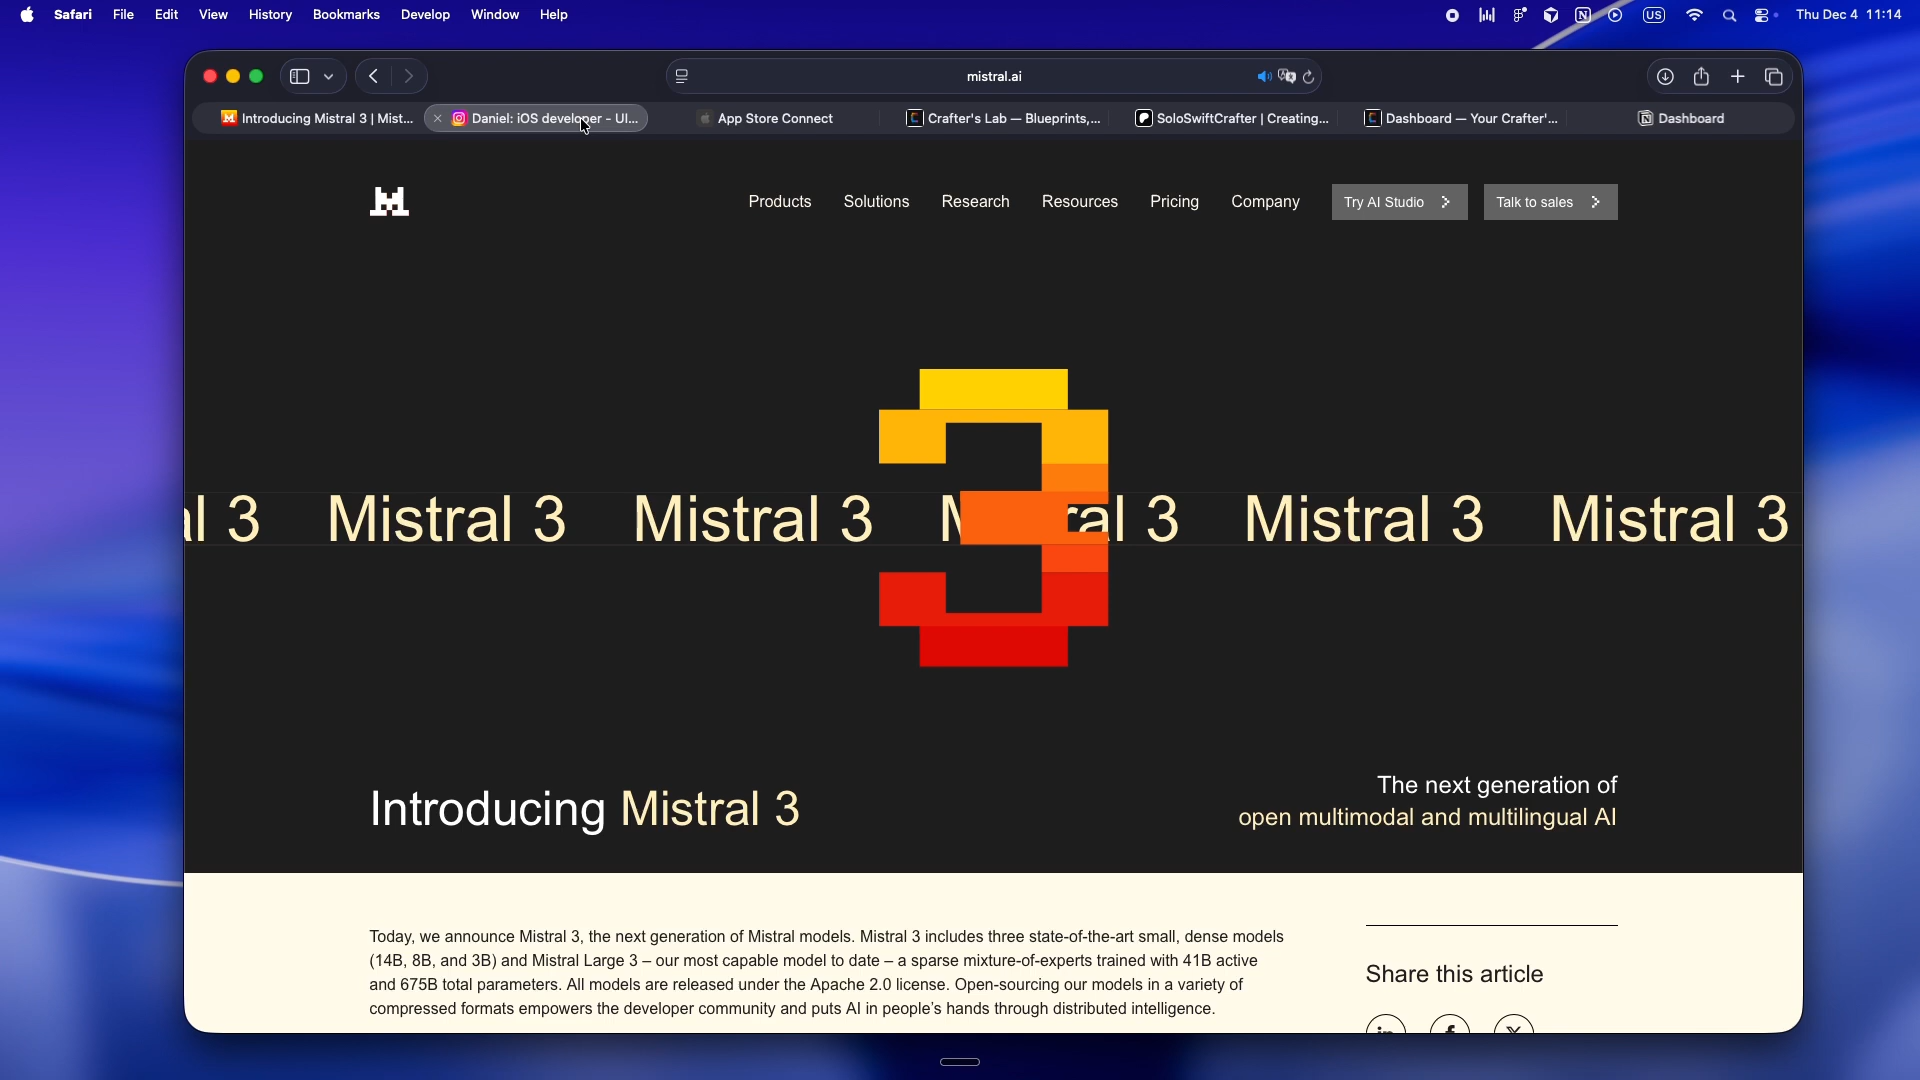 Safari File Edit View History Bookmarks Develop Window Help US Thu Dec 4 11:14
mistral.ai
Introducing Mistral 3 | Mist... Daniel: iOS developer - UI... App Store Connect Crafter's Lab — Blueprints,... SoloSwiftCrafter | Creating... Dashboard — Your Crafter'... Dashboard
Products Solutions Research Resources Pricing Company Try AI Studio Talk to sales
al 3 Mistral 3 Mistral 3 M ral 3 Mistral 3 Mistral 3
3
Introducing Mistral 3
The next generation of
open multimodal and multilingual AI
Today, we announce Mistral 3, the next generation of Mistral models. Mistral 3 includes three state-of-the-art small, dense models
(14B, 8B, and 3B) and Mistral Large 3 – our most capable model to date – a sparse mixture-of-experts trained with 41B active
and 675B total parameters. All models are released under the Apache 2.0 license. Open-sourcing our models in a variety of
compressed formats empowers the developer community and puts AI in people's hands through distributed intelligence.
Share this article